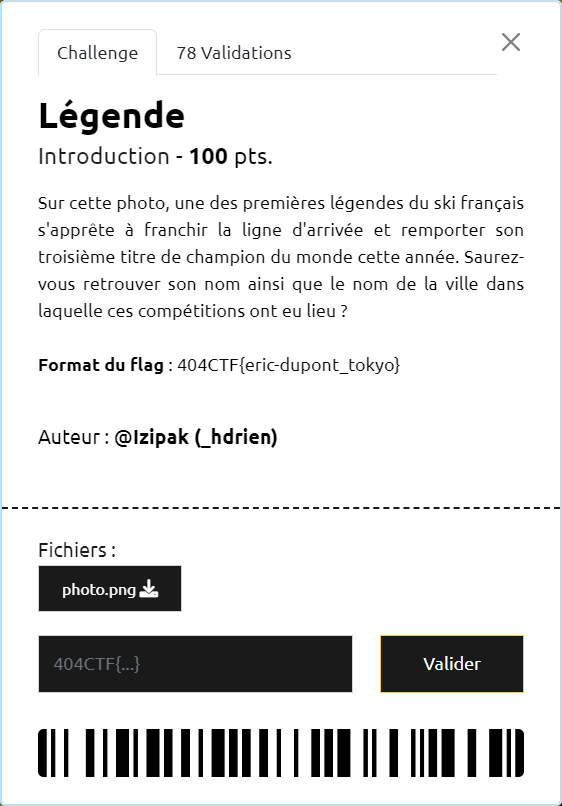 Challenge
78 Validations
Légende
Introduction - 100 pts.
Sur cette photo, une des premières légendes du ski français
s'apprête à franchir la ligne d'arrivée et remporter son
troisième titre de champion du monde cette année. Saurez-
vous retrouver son nom ainsi que le nom de la ville dans
laquelle ces compétitions ont eu lieu ?
Format du flag : 404CTF{eric-dupont_tokyo}
Auteur : @Izipak (_hdrien)
Fichiers :
photo.png
404CTF{...}
Valider